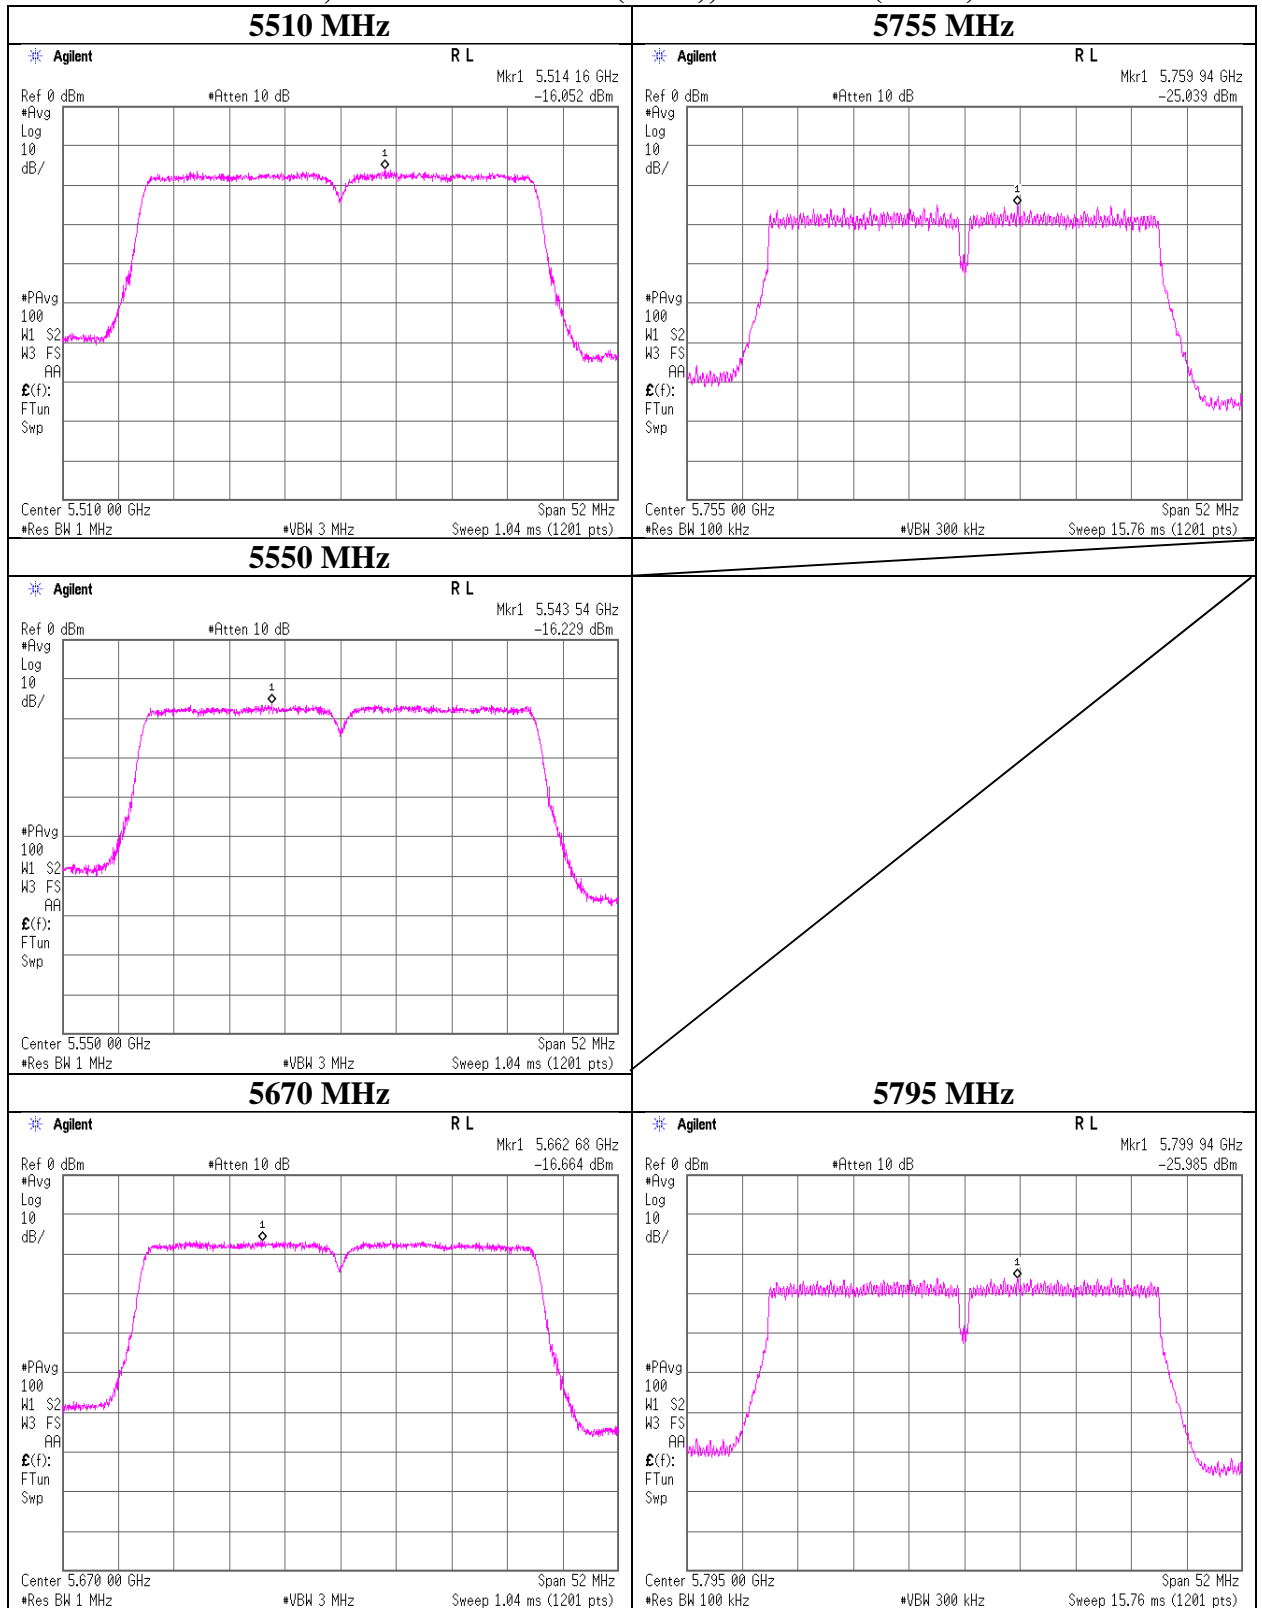 5510 MHz
Agilent
R L
Mkr1 5.514 16 GHz
Ref 0 dBm #Atten 10 dB -16.052 dBm
#Avg
Log
10
dB/
1
#PAvg
100
W1 S2
W3 FS
AA
£(f):
FTun
Swp
Center 5.510 00 GHz Span 52 MHz
#Res BW 1 MHz #VBW 3 MHz Sweep 1.04 ms (1201 pts)
5755 MHz
Agilent
R L
Mkr1 5.759 94 GHz
Ref 0 dBm #Atten 10 dB -25.039 dBm
#Avg
Log
10
dB/
1
#PAvg
100
W1 S2
W3 FS
AA
£(f):
FTun
Swp
Center 5.755 00 GHz Span 52 MHz
#Res BW 100 kHz #VBW 300 kHz Sweep 15.76 ms (1201 pts)
5550 MHz
Agilent
R L
Mkr1 5.543 54 GHz
Ref 0 dBm #Atten 10 dB -16.229 dBm
#Avg
Log
10
dB/
1
#PAvg
100
W1 S2
W3 FS
AA
£(f):
FTun
Swp
Center 5.550 00 GHz Span 52 MHz
#Res BW 1 MHz #VBW 3 MHz Sweep 1.04 ms (1201 pts)
5670 MHz
Agilent
R L
Mkr1 5.662 68 GHz
Ref 0 dBm #Atten 10 dB -16.664 dBm
#Avg
Log
10
dB/
1
#PAvg
100
W1 S2
W3 FS
AA
£(f):
FTun
Swp
Center 5.670 00 GHz Span 52 MHz
#Res BW 1 MHz #VBW 3 MHz Sweep 1.04 ms (1201 pts)
5795 MHz
Agilent
R L
Mkr1 5.799 94 GHz
Ref 0 dBm #Atten 10 dB -25.985 dBm
#Avg
Log
10
dB/
1
#PAvg
100
W1 S2
W3 FS
AA
£(f):
FTun
Swp
Center 5.795 00 GHz Span 52 MHz
#Res BW 100 kHz #VBW 300 kHz Sweep 15.76 ms (1201 pts)